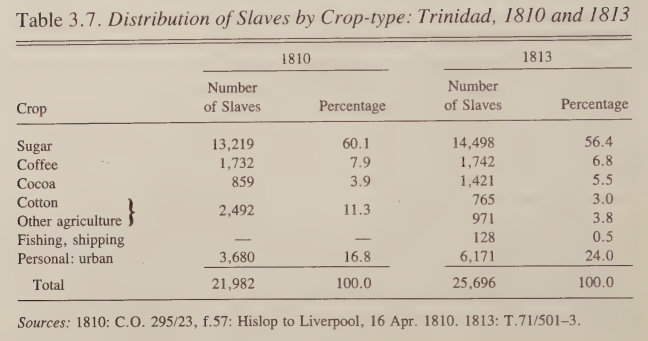 Table 3.7. Distribution of Slaves by Crop-type: Trinidad, 1810 and 1813
1810 1813
Number Number
Crop of Slaves Percentage of Slaves Percentage
Sugar 13,219 60.1 14,498 56.4
Coffee 1,732 7.9 1,742 6.8
Cocoa 859 3.9 1,421 5.5
Cotton 765 3.0
2,492 11.3
Other agriculture } 971 3.8
Fishing, shipping — — 128 0.5
Personal: urban 3,680 16.8 6,171 24.0
Total 21,982 100.0 25,696 100.0
Sources: 1810: C.O. 295/23, f.57: Hislop to Liverpool, 16 Apr. 1810. 1813: T.71/501–3.